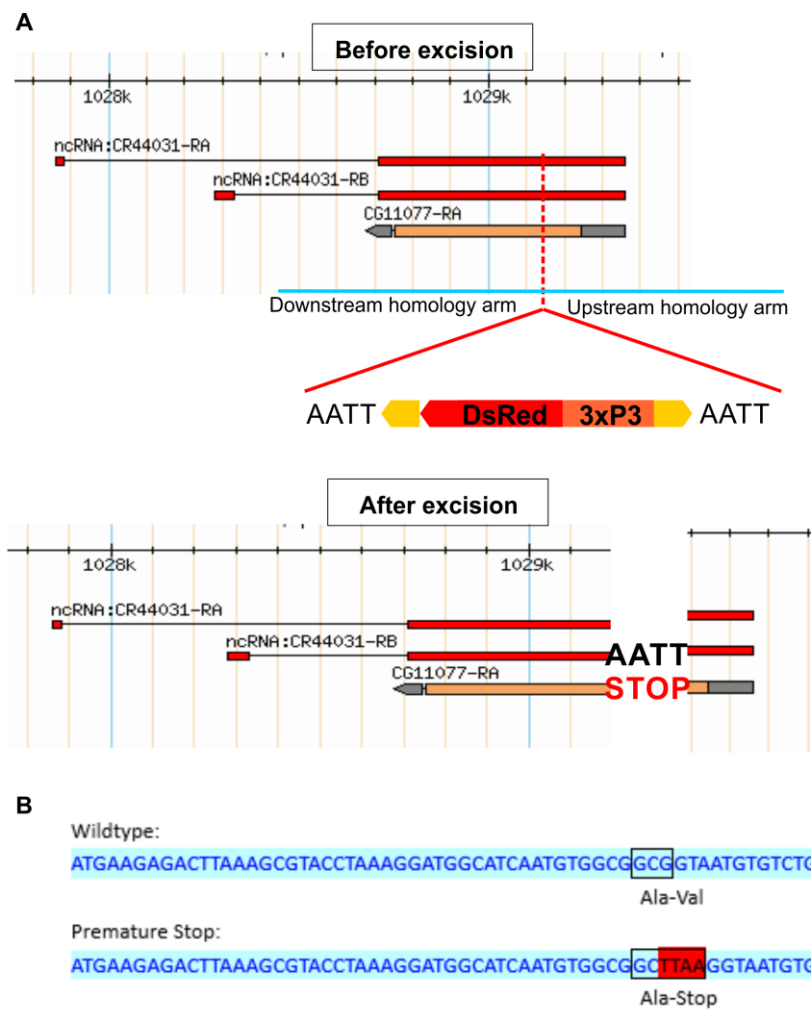 A
Before excision
1028k 1029k
ncRNA:CR44031-RA
ncRNA:CR44031-RB
CG11077-RA
Downstream homology arm Upstream homology arm
AATT DsRed 3xP3 AATT
After excision
1028k 1029k
ncRNA:CR44031-RA
ncRNA:CR44031-RB
AATT
CG11077-RA
STOP
B
Wildtype:
ATGAAGAGACTTAAAGCGTACCTAAAGGATGGCATCAATGTGGCGGCGGTAATGTGTCTG
Ala-Val
Premature Stop:
ATGAAGAGACTTAAAGCGTACCTAAAGGATGGCATCAATGTGGCGGCTTAAGGTAATGTG
Ala-Stop